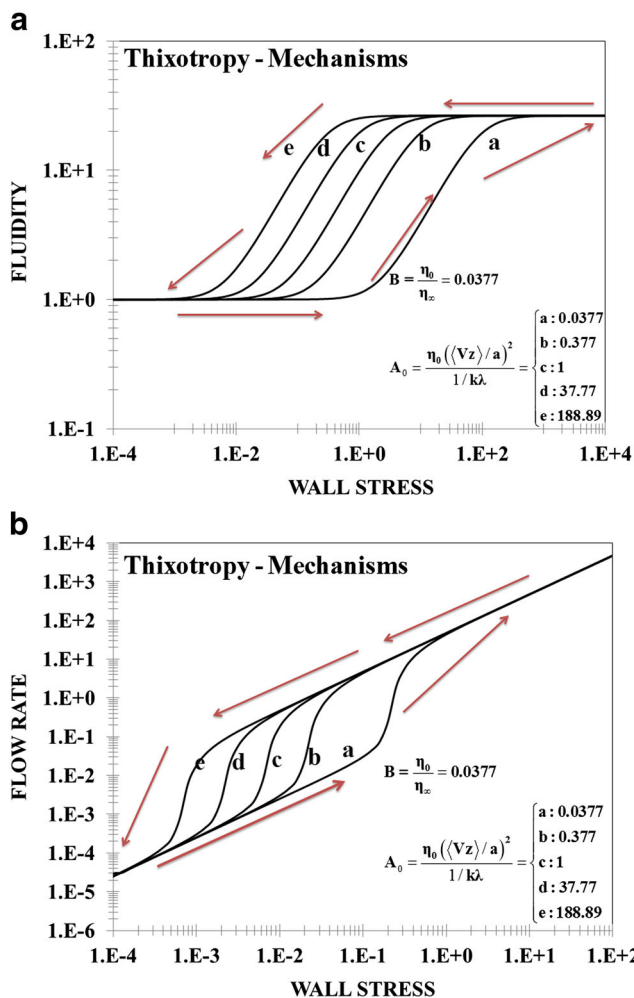 a
1.E+2
Thixotropy - Mechanisms
1.E+1
e d c b a
FLUIDITY
1.E+0
B = η₀/η∞ = 0.0377
A₀ = η₀(⟨Vz⟩/a)²/1/kλ = { a : 0.0377
b : 0.377
c : 1
d : 37.77
e : 188.89
1.E-1
1.E-4 1.E-2 1.E+0 1.E+2 1.E+4
WALL STRESS
b
1.E+4
Thixotropy - Mechanisms
1.E+3
1.E+2
1.E+1
1.E+0
FLOW RATE
1.E-1
e d c b a
B = η₀/η∞ = 0.0377
1.E-2
1.E-3
A₀ = η₀(⟨Vz⟩/a)²/1/kλ = { a : 0.0377
b : 0.377
c : 1
d : 37.77
e : 188.89
1.E-4
1.E-5
1.E-6
1.E-4 1.E-3 1.E-2 1.E-1 1.E+0 1.E+1 1.E+2
WALL STRESS